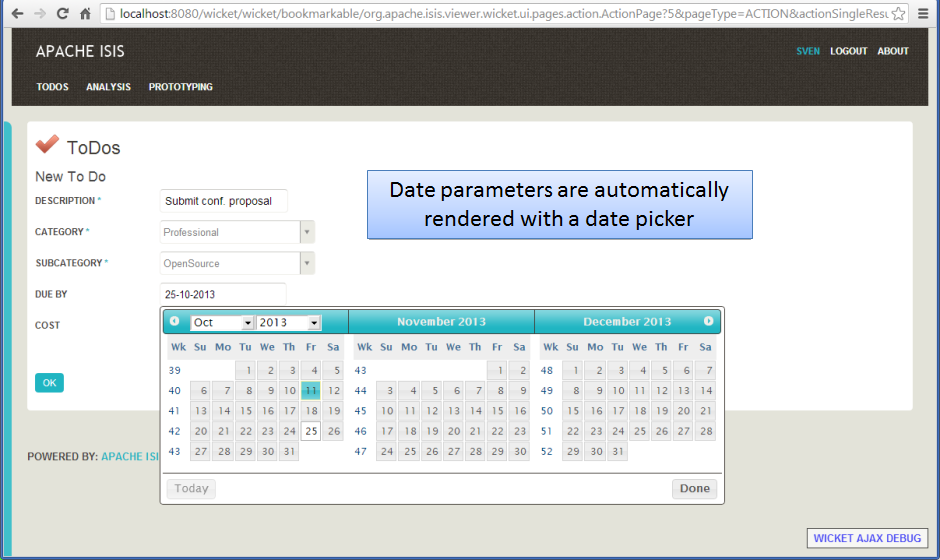 localhost:8080/wicket/wicket/bookmarkable/org.apache.isis.viewer.wicket.ui.pages.action.ActionPage?5&pageType=ACTION&actionSingleResu
APACHE ISIS
SVEN LOGOUT ABOUT
TODOS ANALYSIS PROTOTYPING
ToDos
New To Do
DESCRIPTION * Submit conf. proposal
Date parameters are automatically
rendered with a date picker
CATEGORY * Professional
SUBCATEGORY * OpenSource
DUE BY 25-10-2013
COST
Oct 2013 November 2013 December 2013
Wk Su Mo Tu We Th Fr Sa Wk Su Mo Tu We Th Fr Sa Wk Su Mo Tu We Th Fr Sa
39 1 2 3 4 5 43 1 2 48 1 2 3 4 5 6 7
40 6 7 8 9 10 11 12 44 3 4 5 6 7 8 9 49 8 9 10 11 12 13 14
41 13 14 15 16 17 18 19 45 10 11 12 13 14 15 16 50 15 16 17 18 19 20 21
42 20 21 22 23 24 25 26 46 17 18 19 20 21 22 23 51 22 23 24 25 26 27 28
43 27 28 29 30 31 47 24 25 26 27 28 29 30 52 29 30 31
OK
POWERED BY: APACHE ISI
Today Done
WICKET AJAX DEBUG